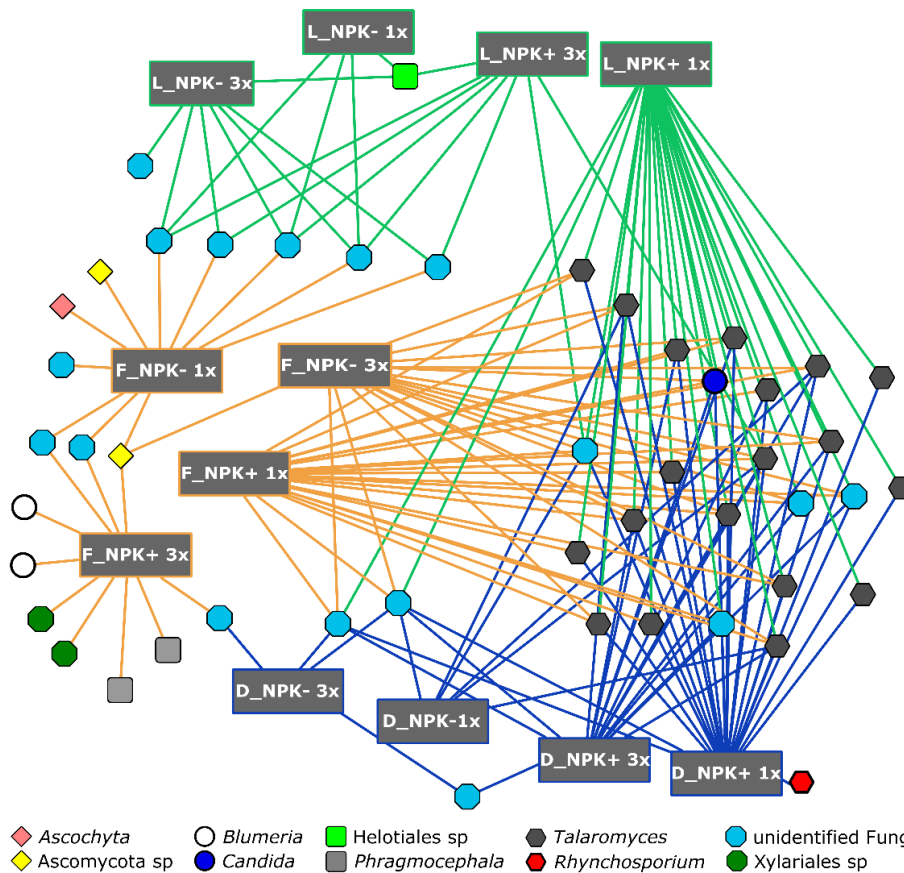 L_NPK- 1x
L_NPK+ 3x
L_NPK+ 1x
L_NPK- 3x
F_NPK- 1x
F_NPK- 3x
F_NPK+ 1x
F_NPK+ 3x
D_NPK- 3x
D_NPK-1x
D_NPK+ 3x
D_NPK+ 1x
Ascochyta Blumeria Helotiales sp Talaromyces unidentified Fung
Ascomycota sp Candida Phragmocephala Rhynchosporium Xylariales sp